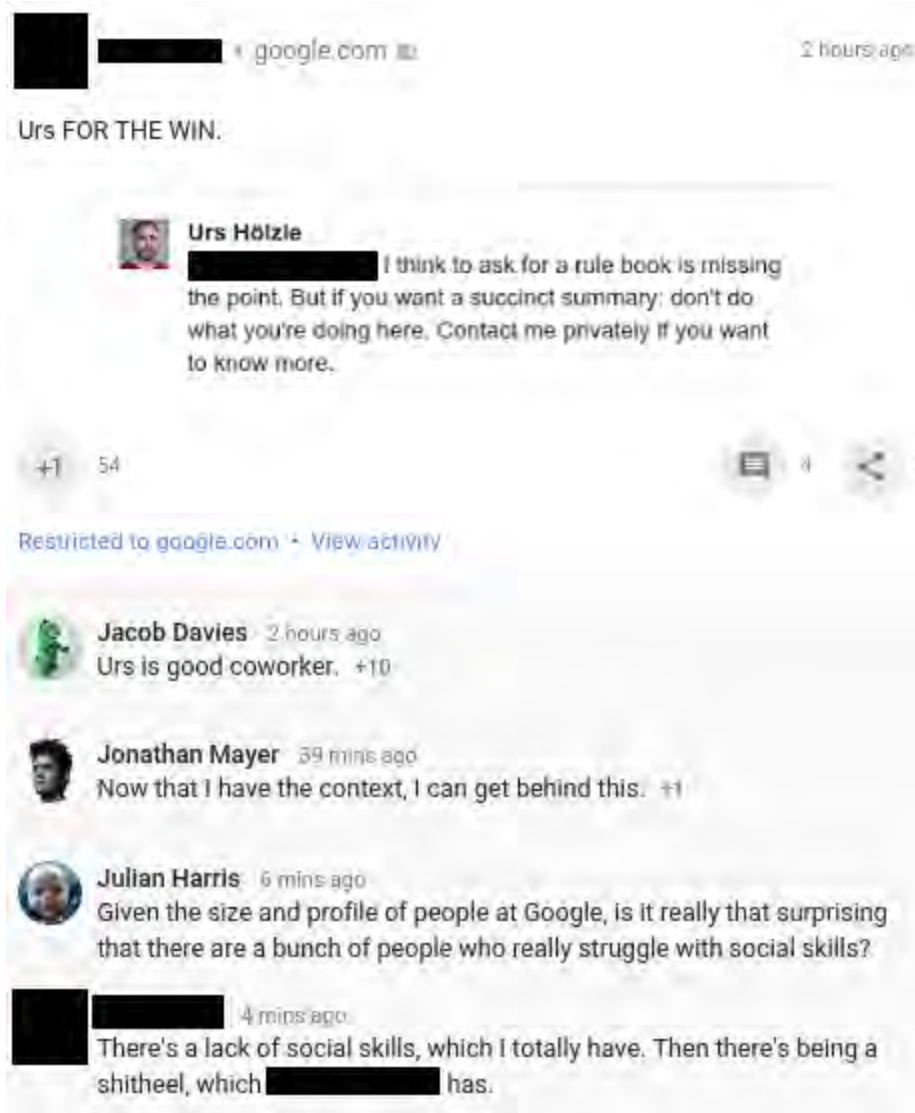 google.com
2 hours ago
Urs FOR THE WIN.
Urs Hölzle
I think to ask for a rule book is missing
the point. But if you want a succinct summary: don't do
what you're doing here. Contact me privately if you want
to know more.
+1 54 4
Restricted to google.com • View activity
Jacob Davies 2 hours ago
Urs is good coworker. +10
Jonathan Mayer 39 mins ago
Now that I have the context, I can get behind this. +1
Julian Harris 6 mins ago
Given the size and profile of people at Google, is it really that surprising
that there are a bunch of people who really struggle with social skills?
4 mins ago
There's a lack of social skills, which I totally have. Then there's being a
shitheel, which has.